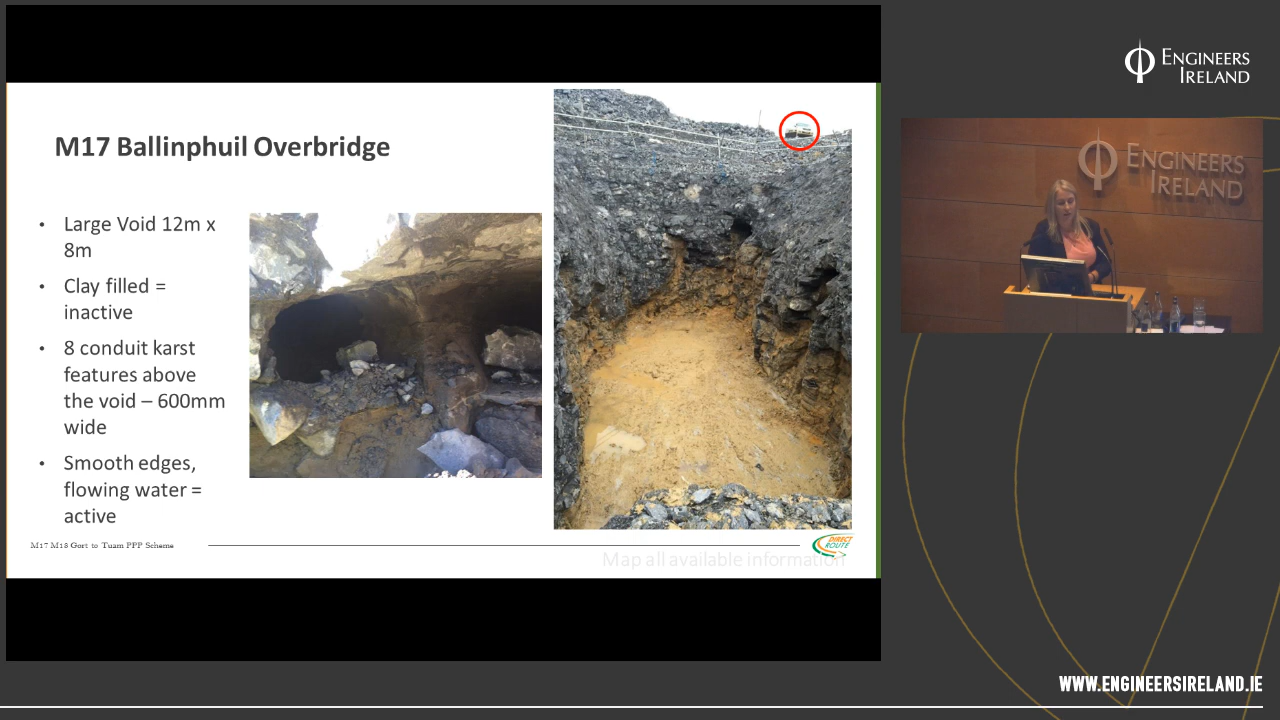 ENGINEERS
IRELAND
M17 Ballinphuil Overbridge
• Large Void 12m x
8m
• Clay filled =
inactive
• 8 conduit karst
features above
the void – 600mm
wide
• Smooth edges,
flowing water =
active
M17 M18 Gort to Tuam PPP Scheme
DIRECT
ROUTE
Map all available information
ENGINEERS
IRELAND
WWW.ENGINEERSIRELAND.IE